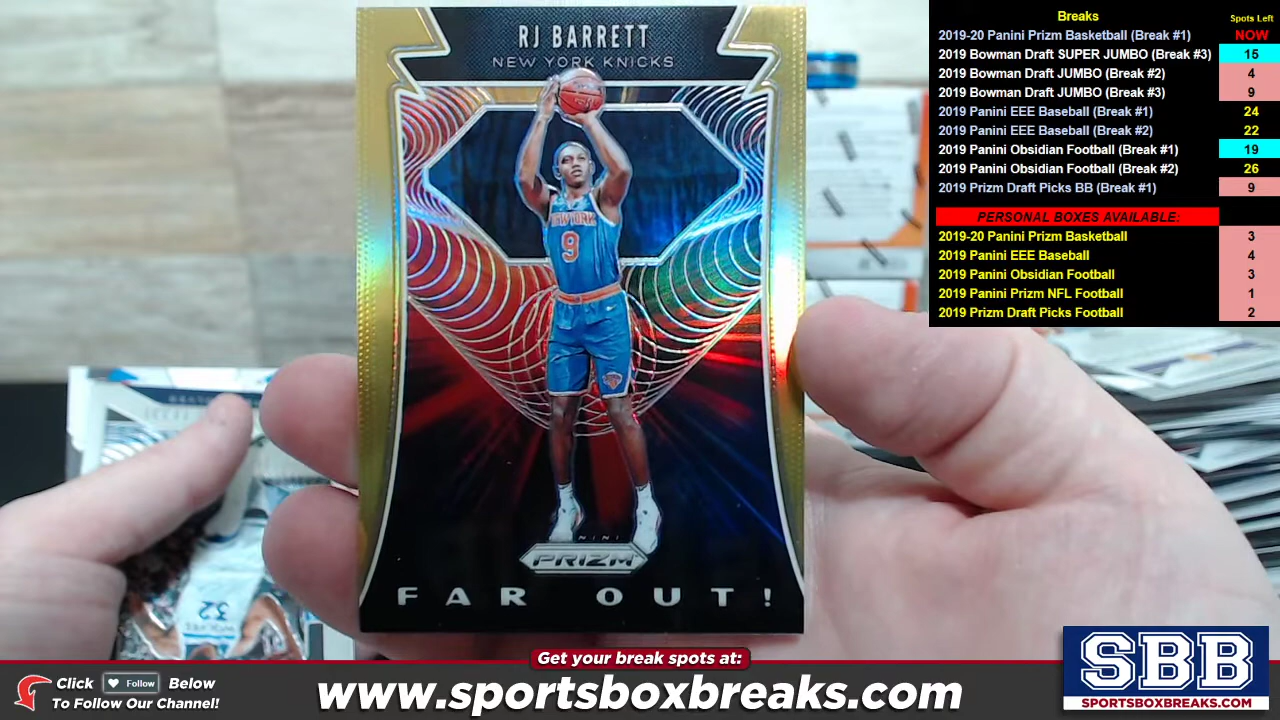 RJ BARRETT
NEW YORK KNICKS
NEW YORK
9
PRIZM
FAR OUT!
32
Breaks
Spots Left
2019-20 Panini Prizm Basketball (Break #1) NOW
2019 Bowman Draft SUPER JUMBO (Break #3) 15
2019 Bowman Draft JUMBO (Break #2) 4
2019 Bowman Draft JUMBO (Break #3) 9
2019 Panini EEE Baseball (Break #1) 24
2019 Panini EEE Baseball (Break #2) 22
2019 Panini Obsidian Football (Break #1) 19
2019 Panini Obsidian Football (Break #2) 26
2019 Prizm Draft Picks BB (Break #1) 9
PERSONAL BOXES AVAILABLE:
2019-20 Panini Prizm Basketball 3
2019 Panini EEE Baseball 4
2019 Panini Obsidian Football 3
2019 Panini Prizm NFL Football 1
2019 Prizm Draft Picks Football 2
Get your break spots at:
Click Follow Below
To Follow Our Channel!
www.sportsboxbreaks.com
SBB
SPORTSBOXBREAKS.COM